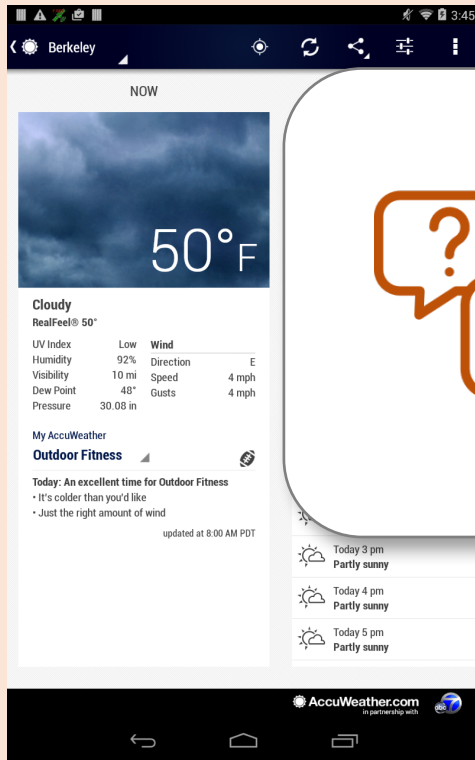 3:45
Berkeley
NOW
50°F
Cloudy
RealFeel® 50°
UV Index Low
Humidity 92%
Visibility 10 mi
Dew Point 48°
Pressure 30.08 in
Wind
Direction E
Speed 4 mph
Gusts 4 mph
My AccuWeather
Outdoor Fitness
Today: An excellent time for Outdoor Fitness
• It's colder than you'd like
• Just the right amount of wind
updated at 8:00 AM PDT
?
Today 3 pm
Partly sunny
Today 4 pm
Partly sunny
Today 5 pm
Partly sunny
AccuWeather.com
in partnership with
abc 7